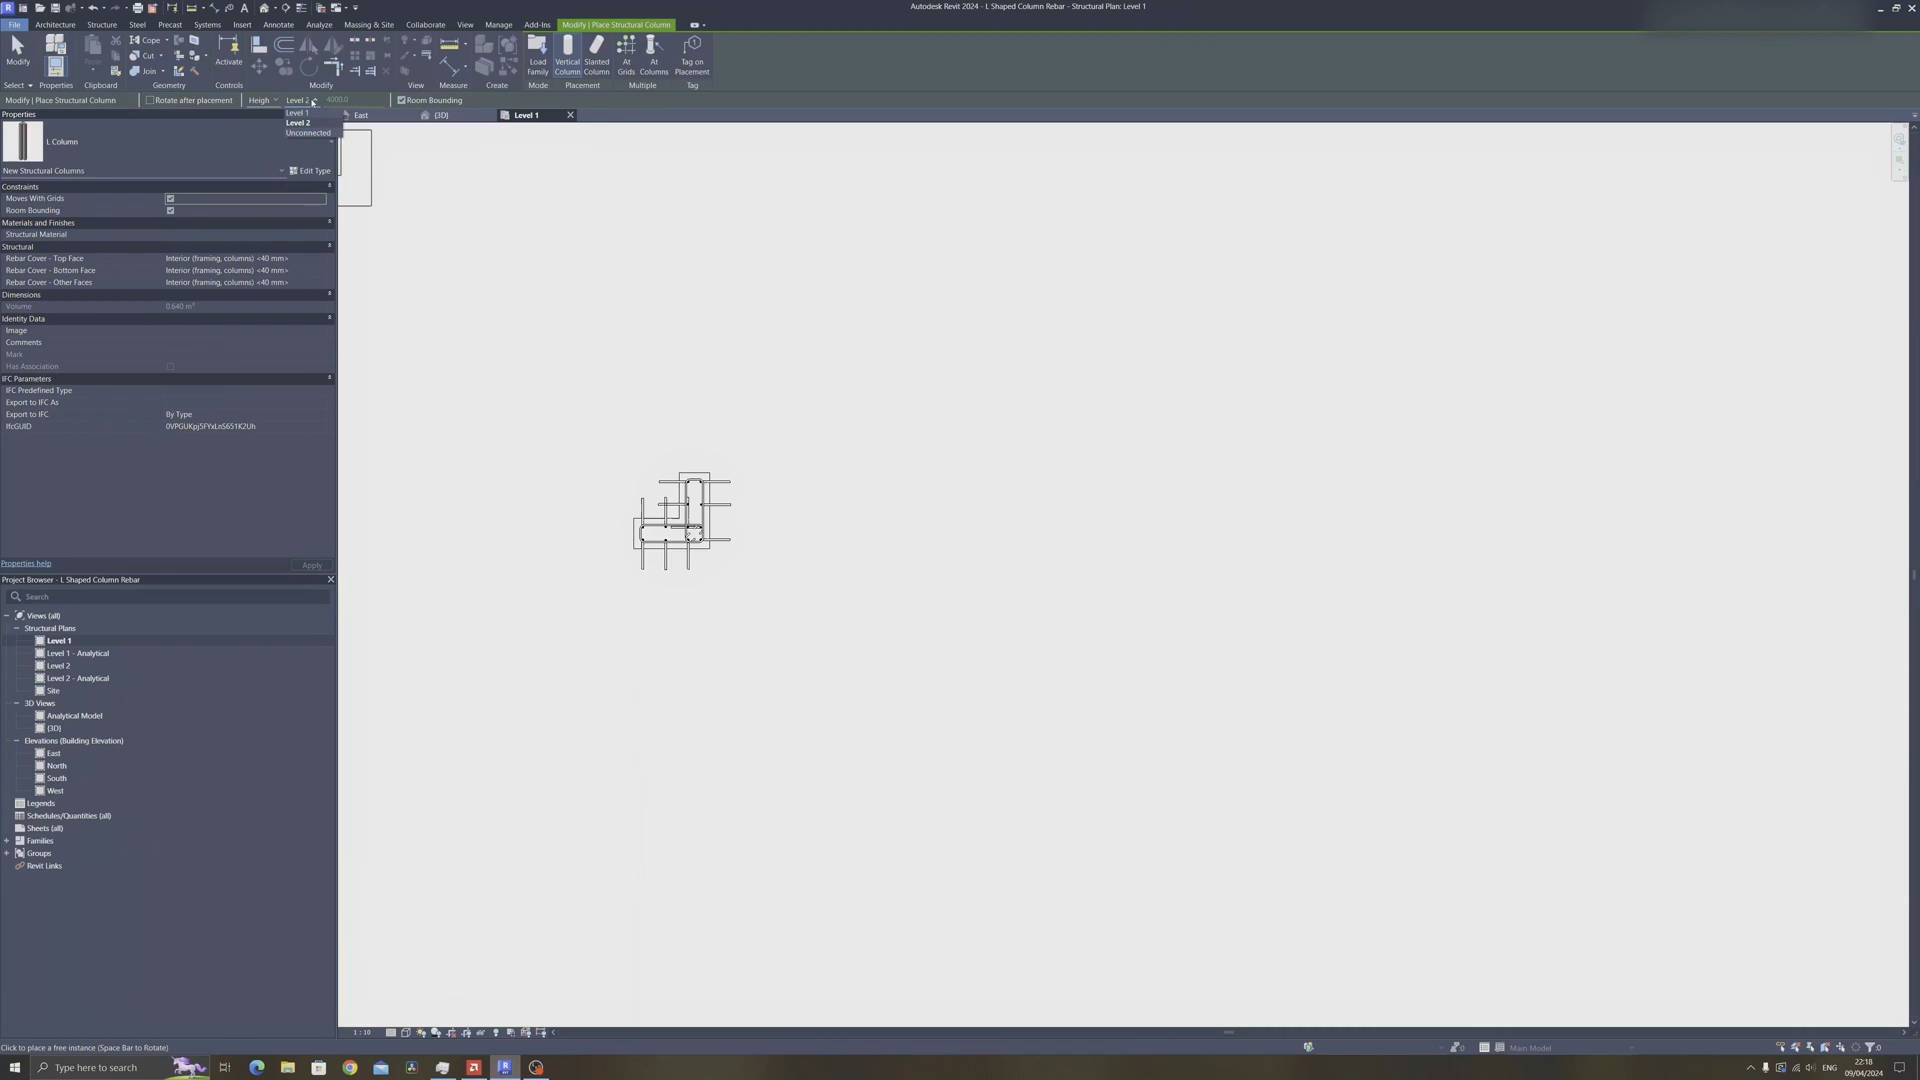 Autodesk Revit 2024 - L Shaped Column Rebar - Structural Plan: Level 1
File Architecture Structure Steel Precast Systems Insert Annotate Analyze Massing & Site Collaborate View Manage Add-Ins Modify | Place Structural Column
Cope
Cut
Join
Modify
Activate
Load Family
Vertical Column
Slanted Column
At Grids
At Columns
Tag on Placement
Select Properties Clipboard Geometry Controls Modify View Measure Create Mode Placement Multiple Tag
Modify | Place Structural Column Rotate after placement Heigh Level 2 4000.0 Room Bounding
Level 1
Level 2
Unconnected
East {3D} Level 1
Properties
L Column
New Structural Columns Edit Type
Constraints
Moves With Grids
Room Bounding
Materials and Finishes
Structural Material
Structural
Rebar Cover - Top Face Interior (framing, columns) <40 mm>
Rebar Cover - Bottom Face Interior (framing, columns) <40 mm>
Rebar Cover - Other Faces Interior (framing, columns) <40 mm>
Dimensions
Volume 0.640 m³
Identity Data
Image
Comments
Mark
Has Association
IFC Parameters
IFC Predefined Type
Export to IFC As
Export to IFC By Type
IfcGUID 0VPGUKpj5FYxLnS651K2Uh
Properties help Apply
Project Browser - L Shaped Column Rebar
Search
Views (all)
Structural Plans
Level 1
Level 1 - Analytical
Level 2
Level 2 - Analytical
Site
3D Views
Analytical Model
{3D}
Elevations (Building Elevation)
East
North
South
West
Legends
Schedules/Quantities (all)
Sheets (all)
Families
Groups
Revit Links
1 : 10
Click to place a free instance (Space Bar to Rotate) :0 Main Model :0
Type here to search
ENG
22:18
09/04/2024